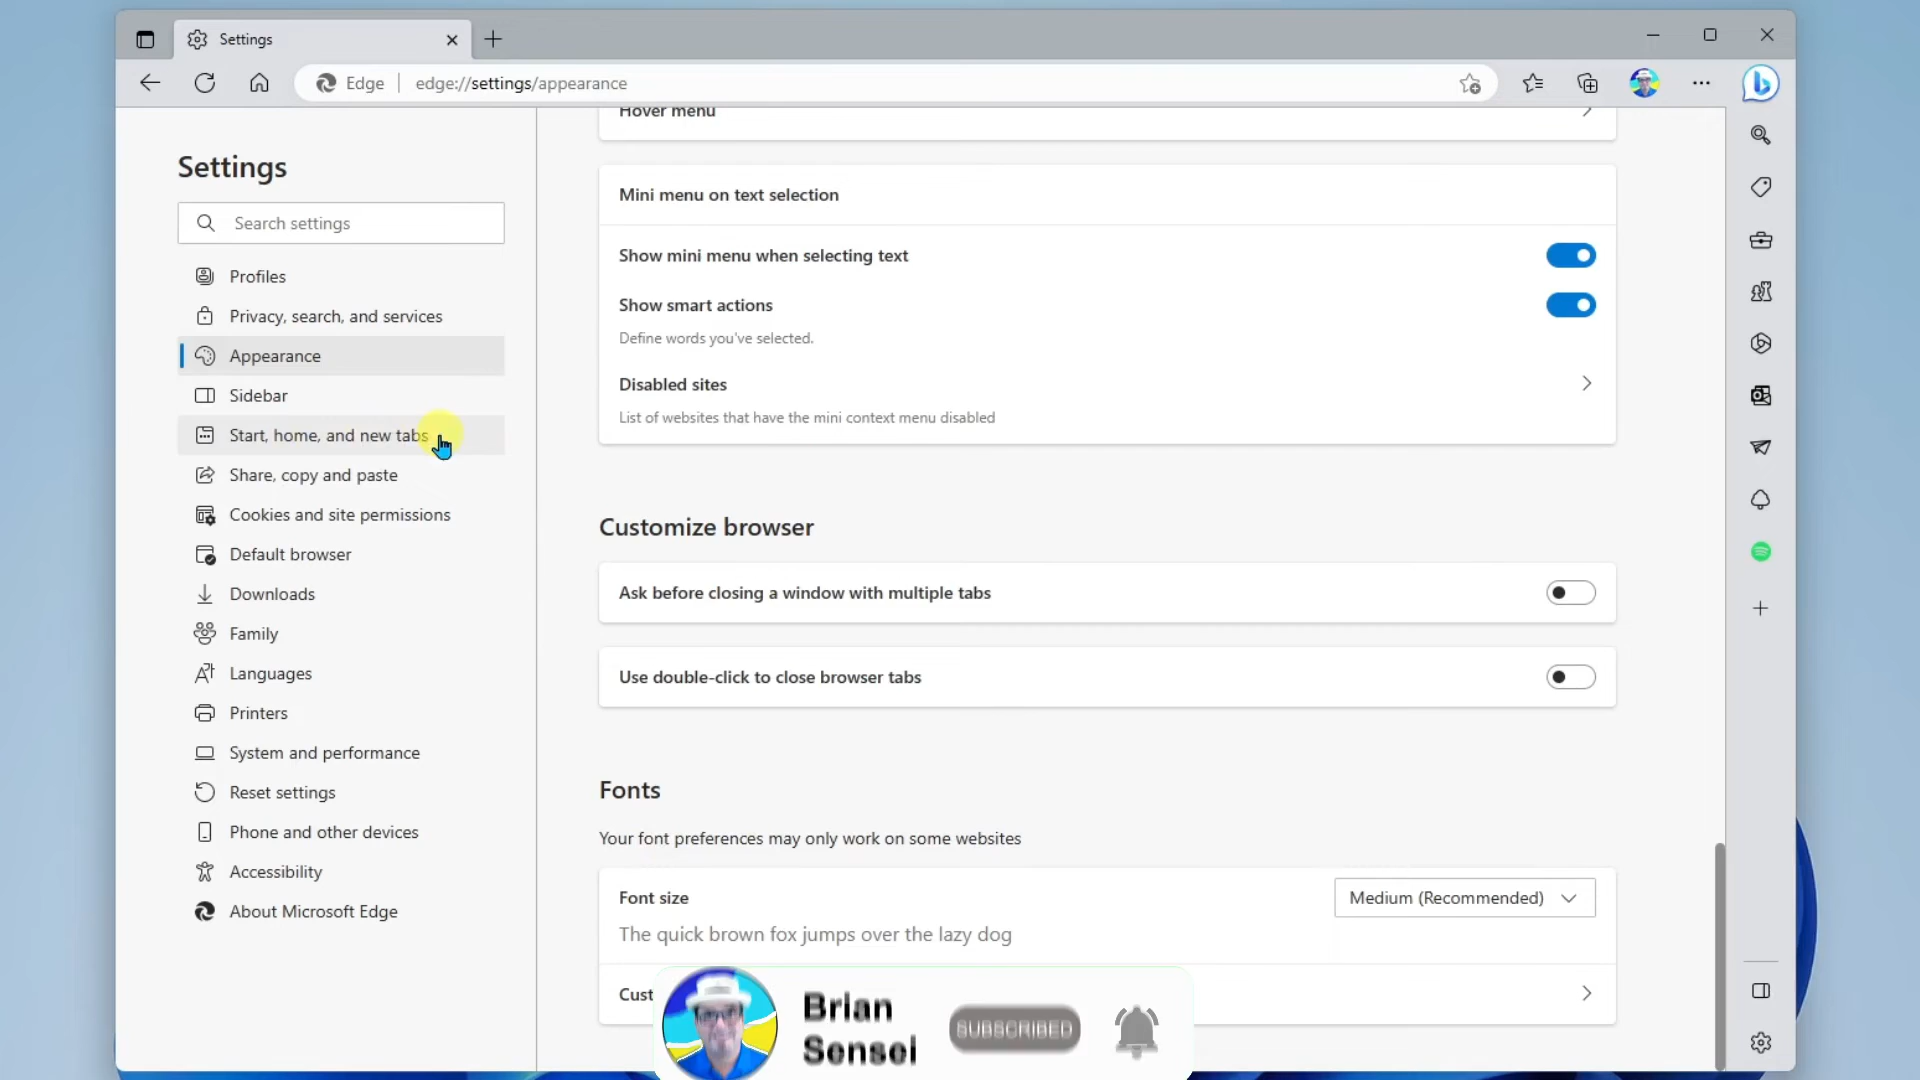 Settings
Edge
edge://settings/appearance
Settings
Search settings
Profiles
Privacy, search, and services
Appearance
Sidebar
Start, home, and new tabs
Share, copy and paste
Cookies and site permissions
Default browser
Downloads
Family
Languages
Printers
System and performance
Reset settings
Phone and other devices
Accessibility
About Microsoft Edge
Hover menu
Mini menu on text selection
Show mini menu when selecting text
Show smart actions
Define words you've selected.
Disabled sites
List of websites that have the mini context menu disabled
Customize browser
Ask before closing a window with multiple tabs
Use double-click to close browser tabs
Fonts
Your font preferences may only work on some websites
Font size
Medium (Recommended)
The quick brown fox jumps over the lazy dog
Cust
Brian
Sensei
SUBSCRIBED